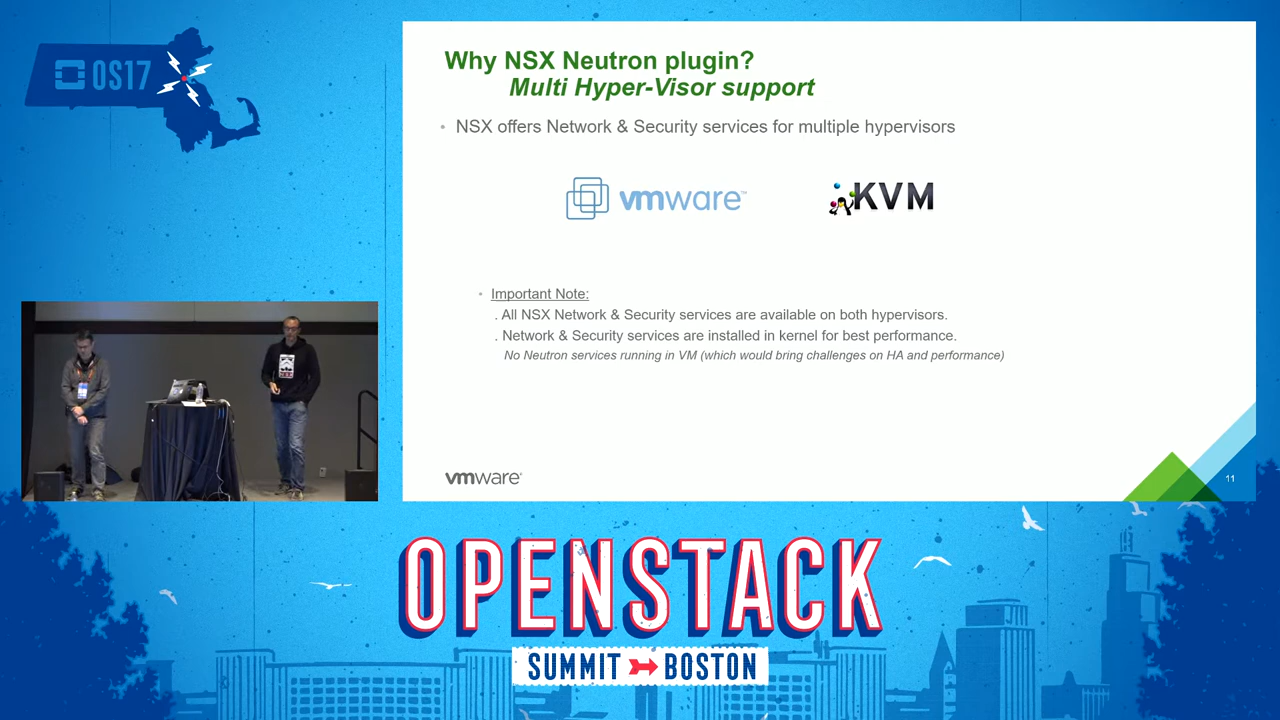 OS17
Why NSX Neutron plugin?
Multi Hyper-Visor support
• NSX offers Network & Security services for multiple hypervisors
vmware™
KVM
• Important Note:
. All NSX Network & Security services are available on both hypervisors.
. Network & Security services are installed in kernel for best performance.
No Neutron services running in VM (which would bring challenges on HA and performance)
vmware®
11
OPENSTACK
SUMMIT BOSTON